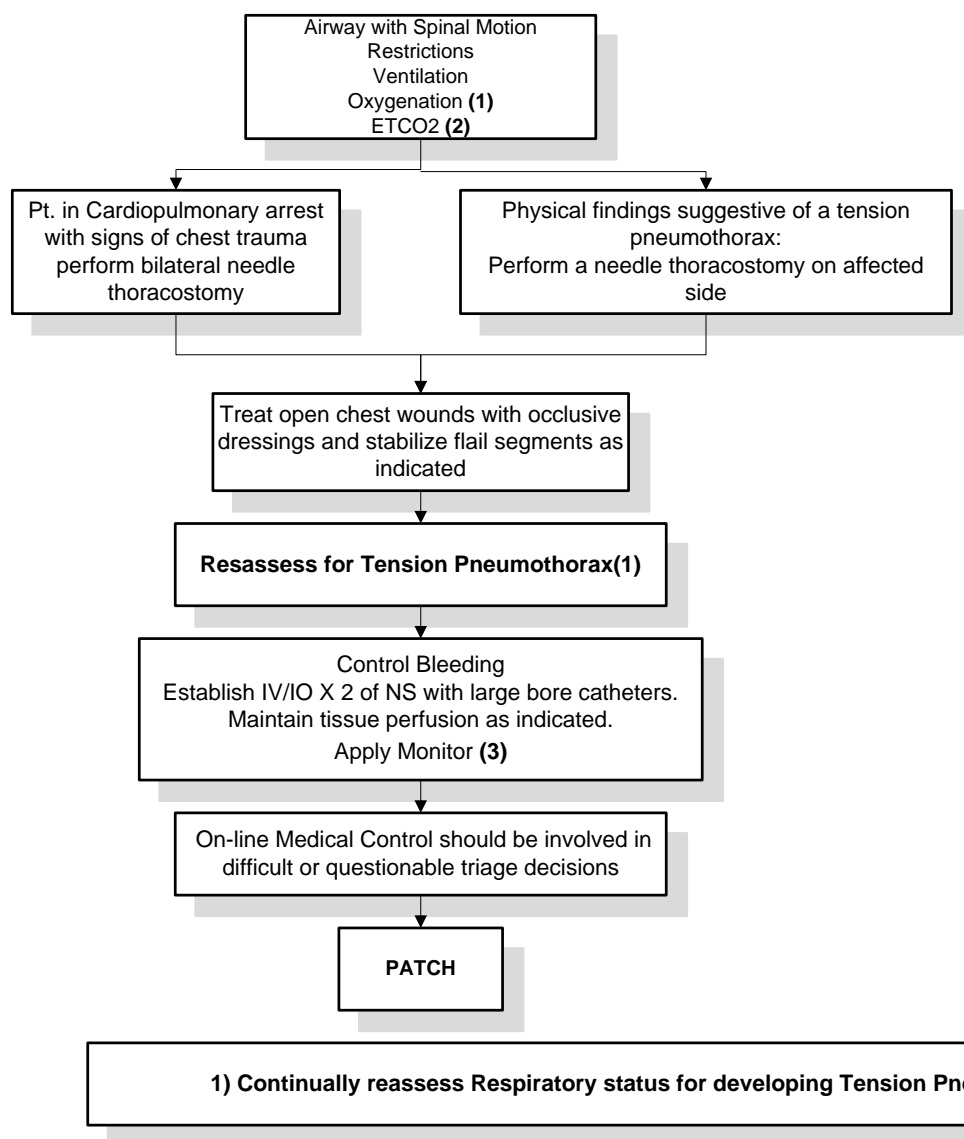 Airway with Spinal Motion
Restrictions
Ventilation
Oxygenation (1)
ETCO2 (2)
Pt. in Cardiopulmonary arrest
with signs of chest trauma
perform bilateral needle
thoracostomy
Physical findings suggestive of a tension
pneumothorax:
Perform a needle thoracostomy on affected
side
Treat open chest wounds with occlusive
dressings and stabilize flail segments as
indicated
Resassess for Tension Pneumothorax(1)
Control Bleeding
Establish IV/IO X 2 of NS with large bore catheters.
Maintain tissue perfusion as indicated.
Apply Monitor (3)
On-line Medical Control should be involved in
difficult or questionable triage decisions
PATCH
1) Continually reassess Respiratory status for developing Tension